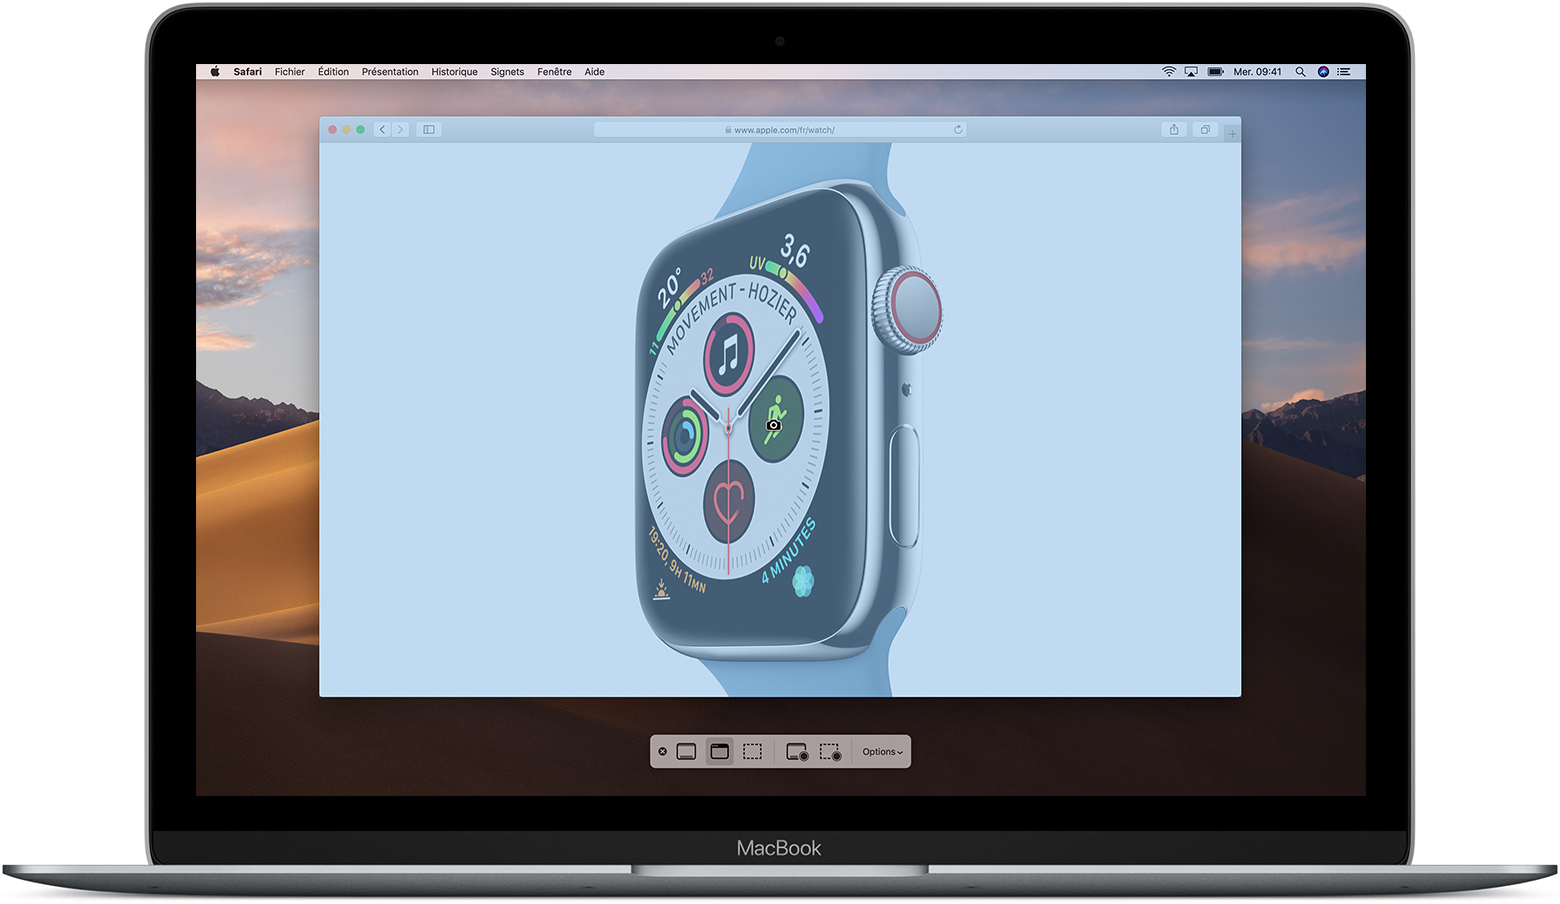 Safari Fichier Édition Présentation Historique Signets Fenêtre Aide
Mer. 09:41
www.apple.com/fr/watch/
20°
11
32
UV
3,6
MOVEMENT - HOZIER
19:20, 9H 11MN
4 MINUTES
Options
MacBook